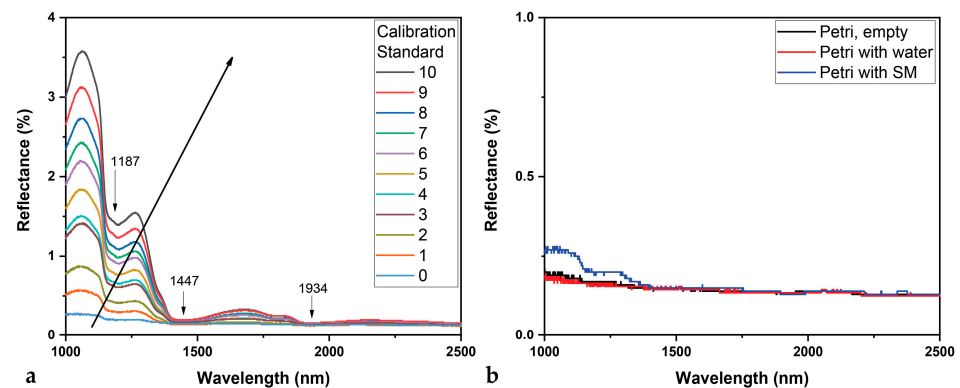 4
3
2
1
0
Reflectance (%)
1187
1447
1934
Calibration
Standard
10
9
8
7
6
5
4
3
2
1
0
1000
1500
2000
2500
Wavelength (nm)
a
1.0
0.5
0.0
Reflectance (%)
Petri, empty
Petri with water
Petri with SM
1000
1500
2000
2500
Wavelength (nm)
b